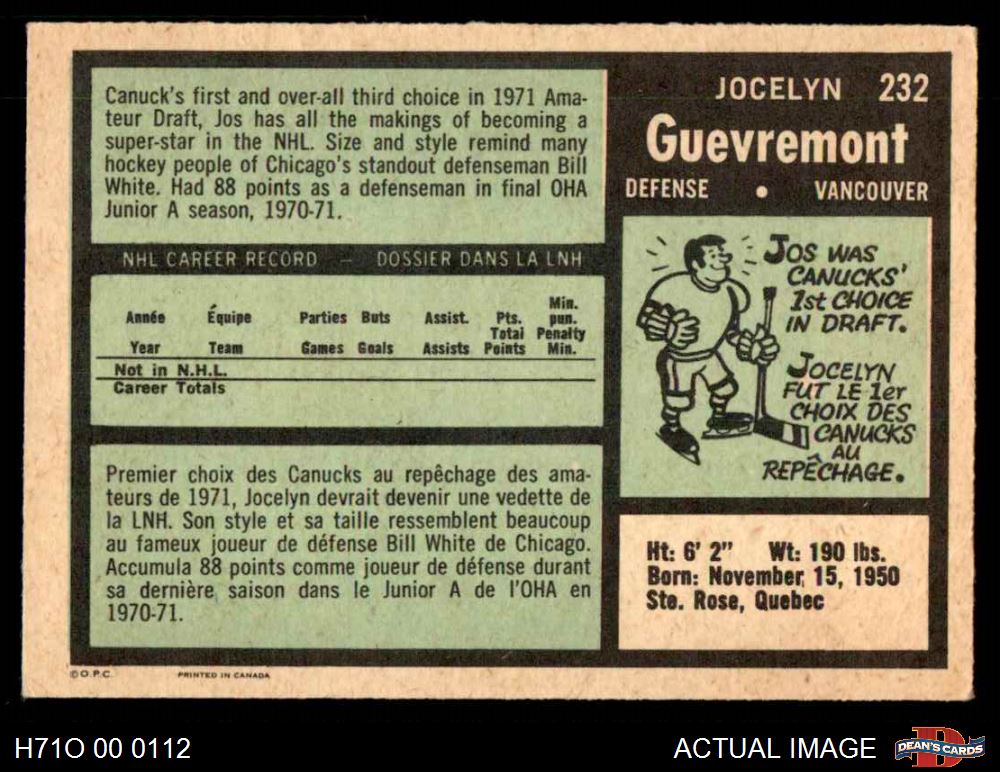 JOCELYN 232
Guevremont
DEFENSE • VANCOUVER
Canuck's first and over-all third choice in 1971 Ama-
teur Draft, Jos has all the makings of becoming a
super-star in the NHL. Size and style remind many
hockey people of Chicago's standout defenseman Bill
White. Had 88 points as a defenseman in final OHA
Junior A season, 1970-71.
NHL CAREER RECORD — DOSSIER DANS LA LNH
Année Équipe Parties Buts Assist. Pts. Total Min. pun.
Year Team Games Goals Assists Points Penalty Min.
Not in N.H.L.
Career Totals
Premier choix des Canucks au repêchage des ama-
teurs de 1971, Jocelyn devrait devenir une vedette de
la LNH. Son style et sa taille ressemblent beaucoup
au fameux joueur de défense Bill White de Chicago.
Accumula 88 points comme joueur de défense durant
sa dernière saison dans le Junior A de l'OHA en
1970-71.
JOS WAS
CANUCKS'
1st CHOICE
IN DRAFT.
JOCELYN
FUT LE 1er
CHOIX DES
CANUCKS
AU
REPÊCHAGE.
Ht: 6' 2" Wt: 190 lbs.
Born: November 15, 1950
Ste. Rose, Quebec
© O.P.C. PRINTED IN CANADA
H71O 00 0112
ACTUAL IMAGE
D
DEAN'S CARDS